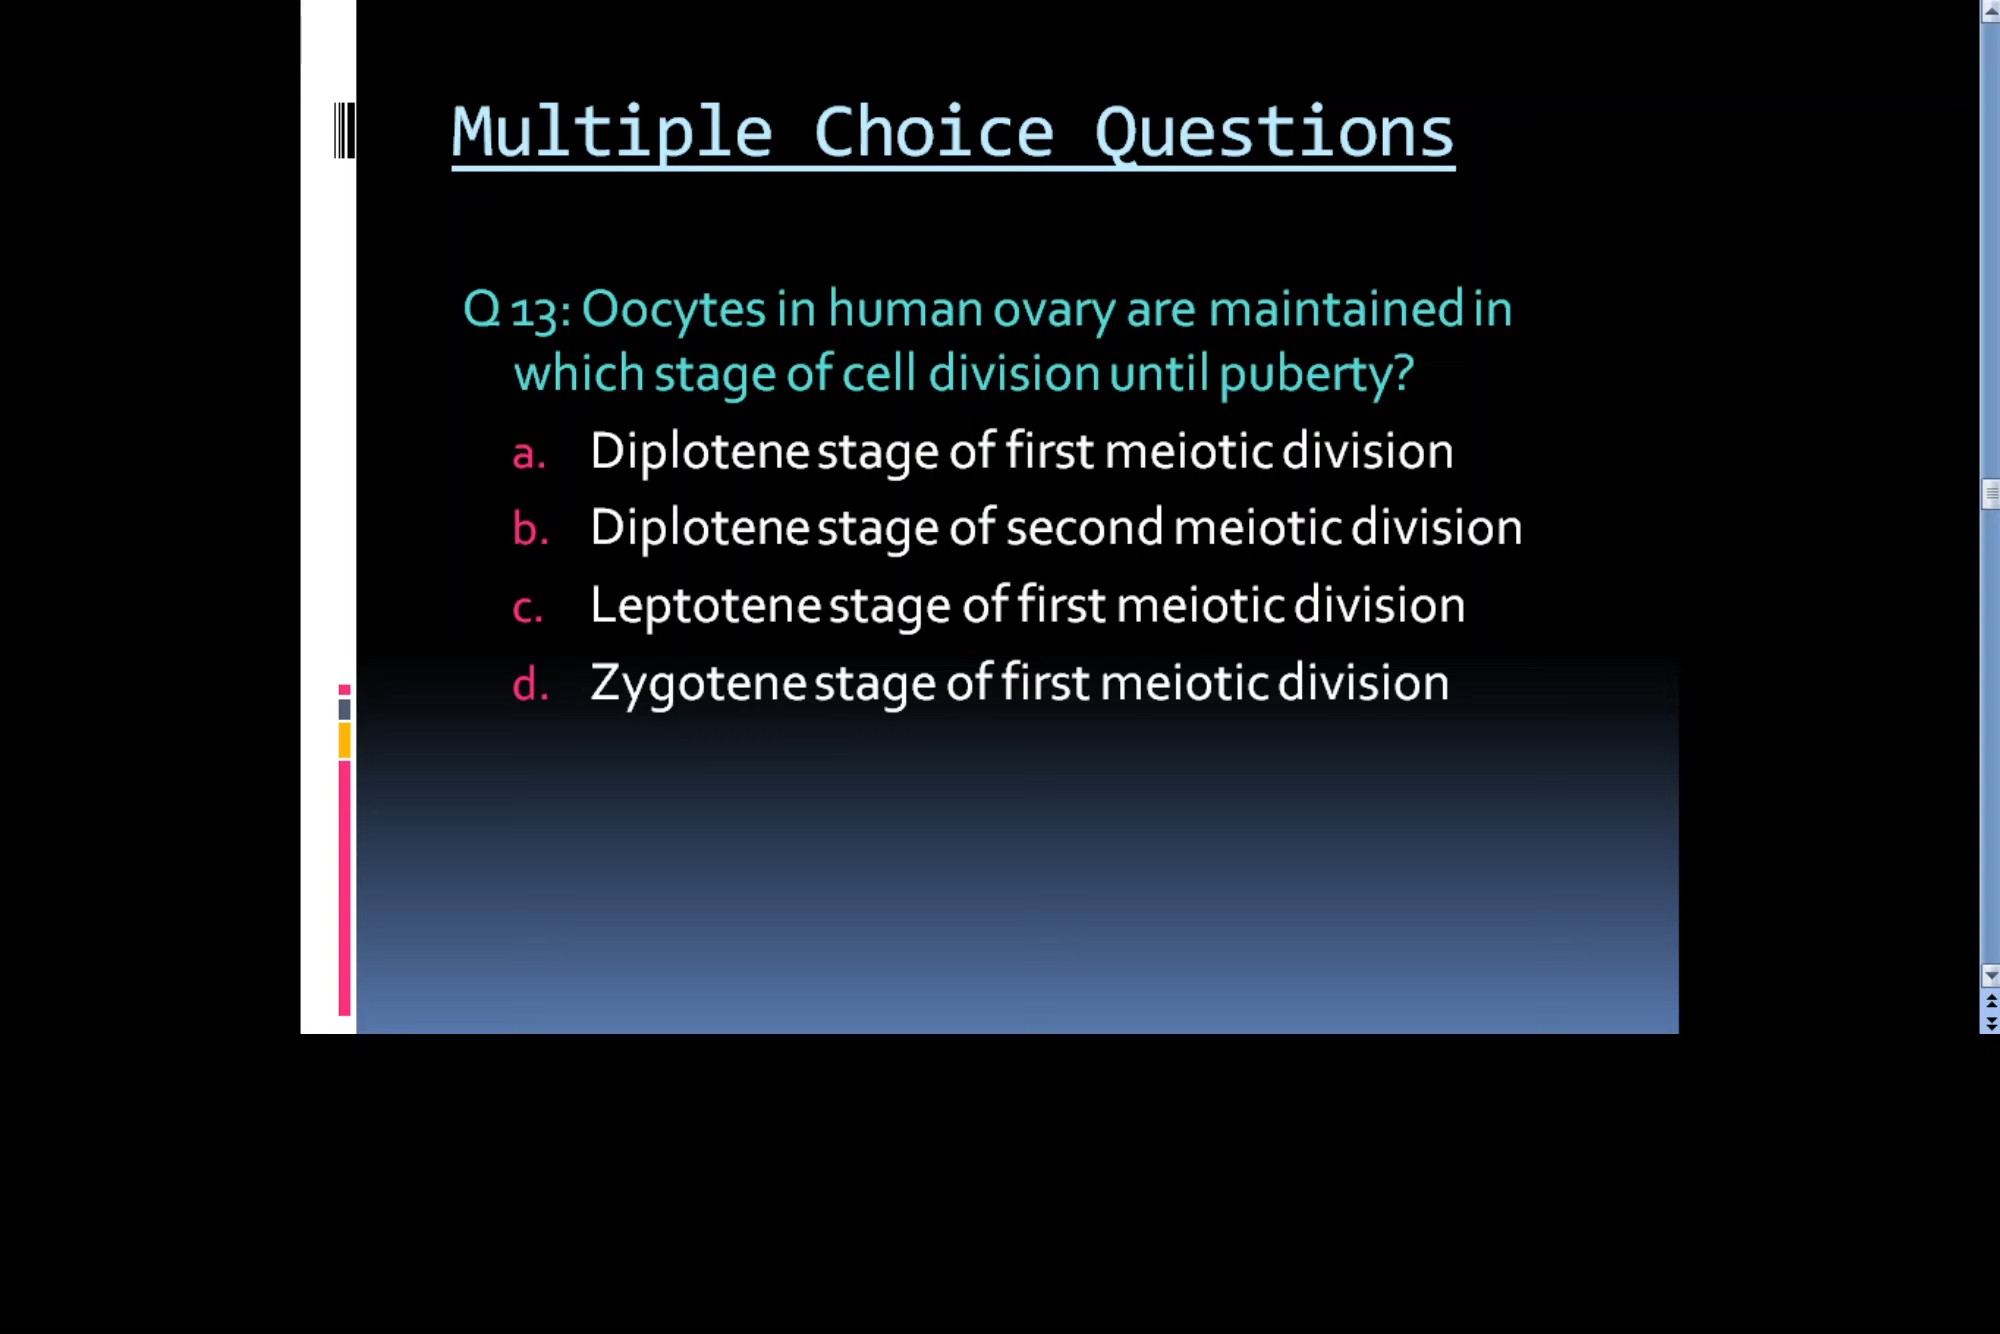 Multiple Choice Questions
Q 13: Oocytes in human ovary are maintained in
which stage of cell division until puberty?
a. Diplotene stage of first meiotic division
b. Diplotene stage of second meiotic division
c. Leptotene stage of first meiotic division
d. Zygotene stage of first meiotic division